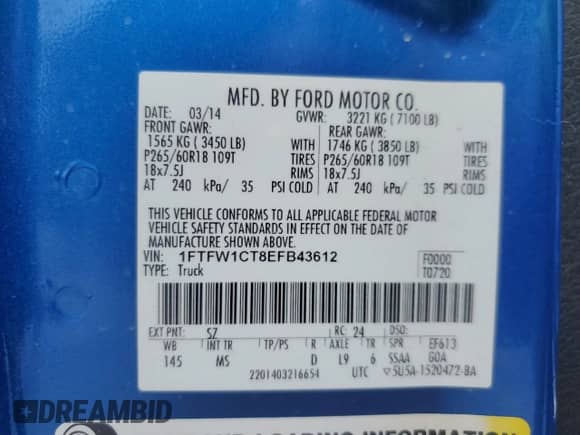 MFD. BY FORD MOTOR CO.
DATE: 03/14 GVWR: 3221 KG ( 7100 LB)
FRONT GAWR: REAR GAWR:
1565 KG ( 3450 LB) WITH 1746 KG ( 3850 LB) WITH
P265/60R18 109T TIRES P265/60R18 109T TIRES
18x7.5J RIMS 18x7.5J RIMS
AT 240 kPa/ 35 PSI COLD AT 240 kPa/ 35 PSI COLD
THIS VEHICLE CONFORMS TO ALL APPLICABLE FEDERAL MOTOR
VEHICLE SAFETY STANDARDS IN EFFECT ON THE DATE OF
MANUFACTURE SHOWN ABOVE.
VIN: 1FTFW1CT8EFB43612 F0000
TYPE: Truck T0720
EXT PNT: SZ RC: 24 DSO:
WB INT TR TP/PS R AXLE TR SPR EF613
145 MS D L9 6 SSAA GOA
2201403216654 UTC ▽5U5A-1520472-BA
DREAMBID
LOADING INFORMATION